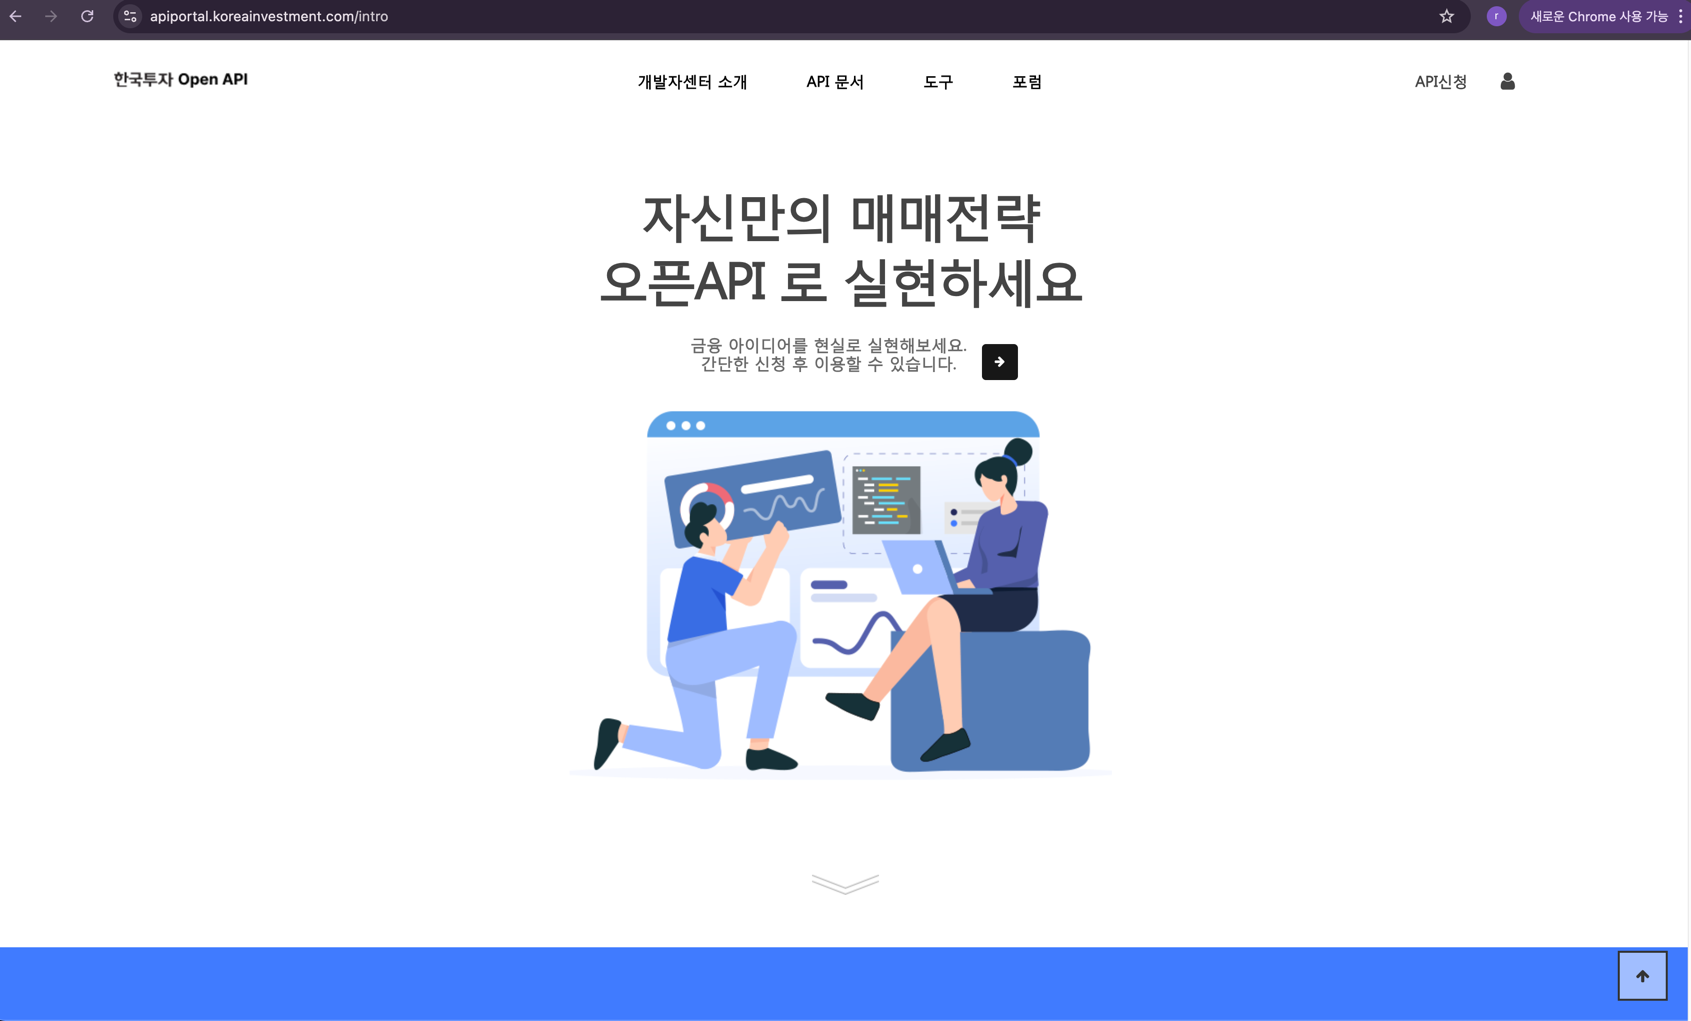 apiportal.koreainvestment.com/intro
r
새로운 Chrome 사용 가능
한국투자 Open API
개발자센터 소개
API 문서
도구
포럼
API신청
자신만의 매매전략
오픈API 로 실현하세요
금융 아이디어를 현실로 실현해보세요.
간단한 신청 후 이용할 수 있습니다.